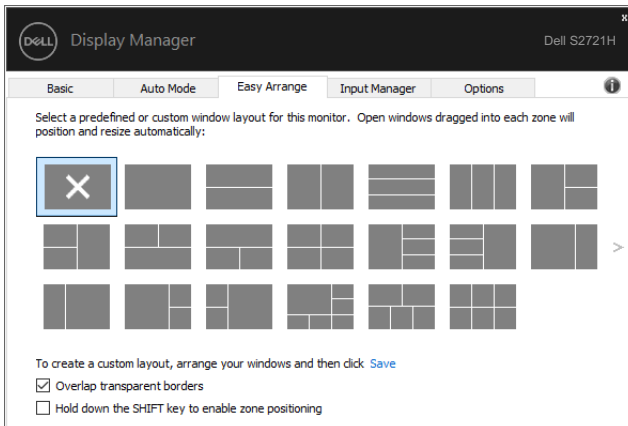 x
DELL Display Manager Dell S2721H
Basic Auto Mode Easy Arrange Input Manager Options
Select a predefined or custom window layout for this monitor. Open windows dragged into each zone will
position and resize automatically:
>
To create a custom layout, arrange your windows and then click Save
Overlap transparent borders
Hold down the SHIFT key to enable zone positioning